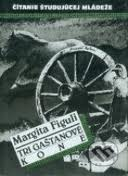 ČÍTANIE ŠTUDUJÚCEJ MLÁDEŽE
Margita Figuli
TRI GAŠTANOVÉ
KONE